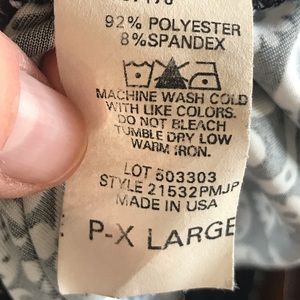 92% POLYESTER
8%SPANDEX
MACHINE WASH COLD
WITH LIKE COLORS.
DO NOT BLEACH
TUMBLE DRY LOW
WARM IRON.
LOT 503303
STYLE 21532PMJP
MADE IN USA
P-X LARGE